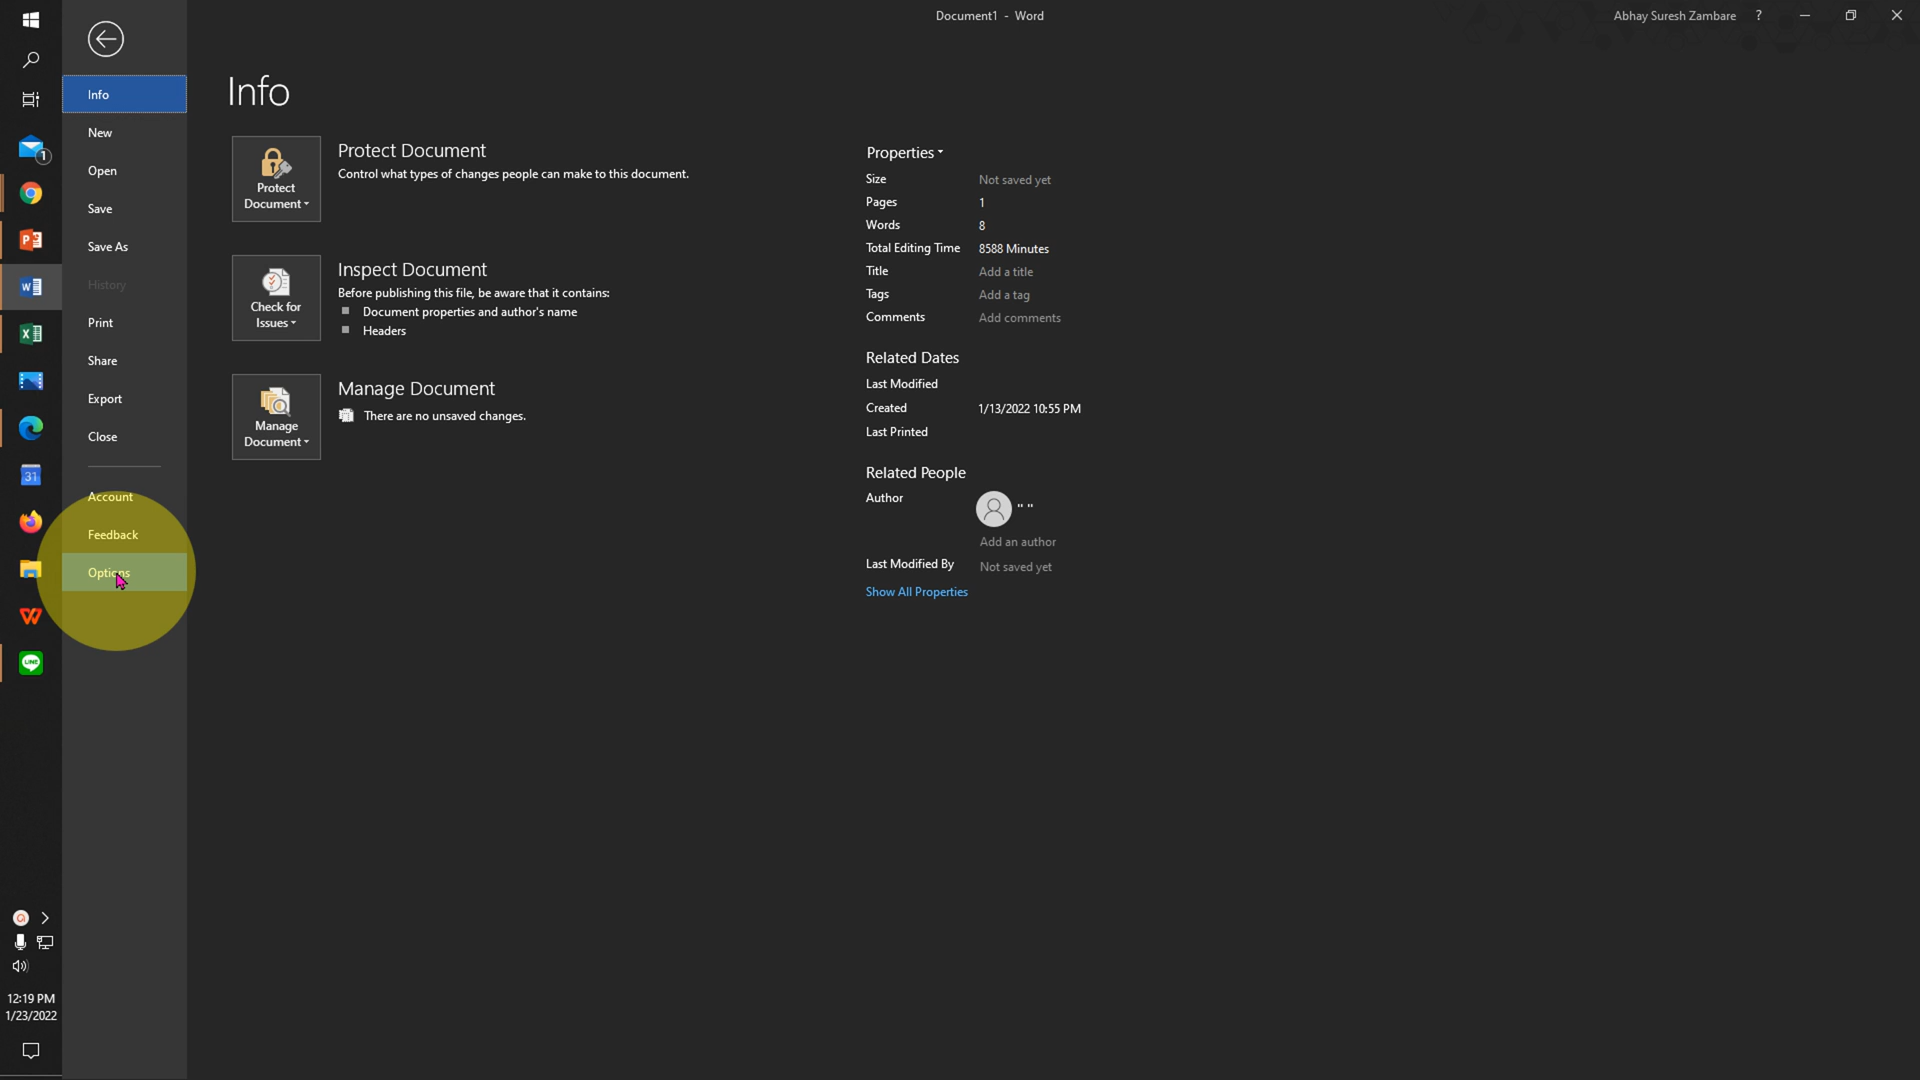 Document1 - Word
Abhay Suresh Zambare
?
Info
New
Open
Save
Save As
History
Print
Share
Export
Close
Account
Feedback
Options
1
31
LINE
12:19 PM
1/23/2022
Info
Protect Document
Protect Document
Control what types of changes people can make to this document.
Check for Issues
Inspect Document
Before publishing this file, be aware that it contains:
Document properties and author's name
Headers
Manage Document
Manage Document
There are no unsaved changes.
Properties
Size Not saved yet
Pages 1
Words 8
Total Editing Time 8588 Minutes
Title Add a title
Tags Add a tag
Comments Add comments
Related Dates
Last Modified
Created 1/13/2022 10:55 PM
Last Printed
Related People
Author " "
Add an author
Last Modified By Not saved yet
Show All Properties